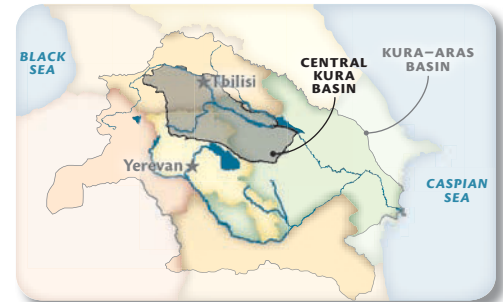 BLACK
SEA
CENTRAL
KURA
BASIN
KURA–ARAS
BASIN
Tbilisi
Yerevan
CASPIAN
SEA